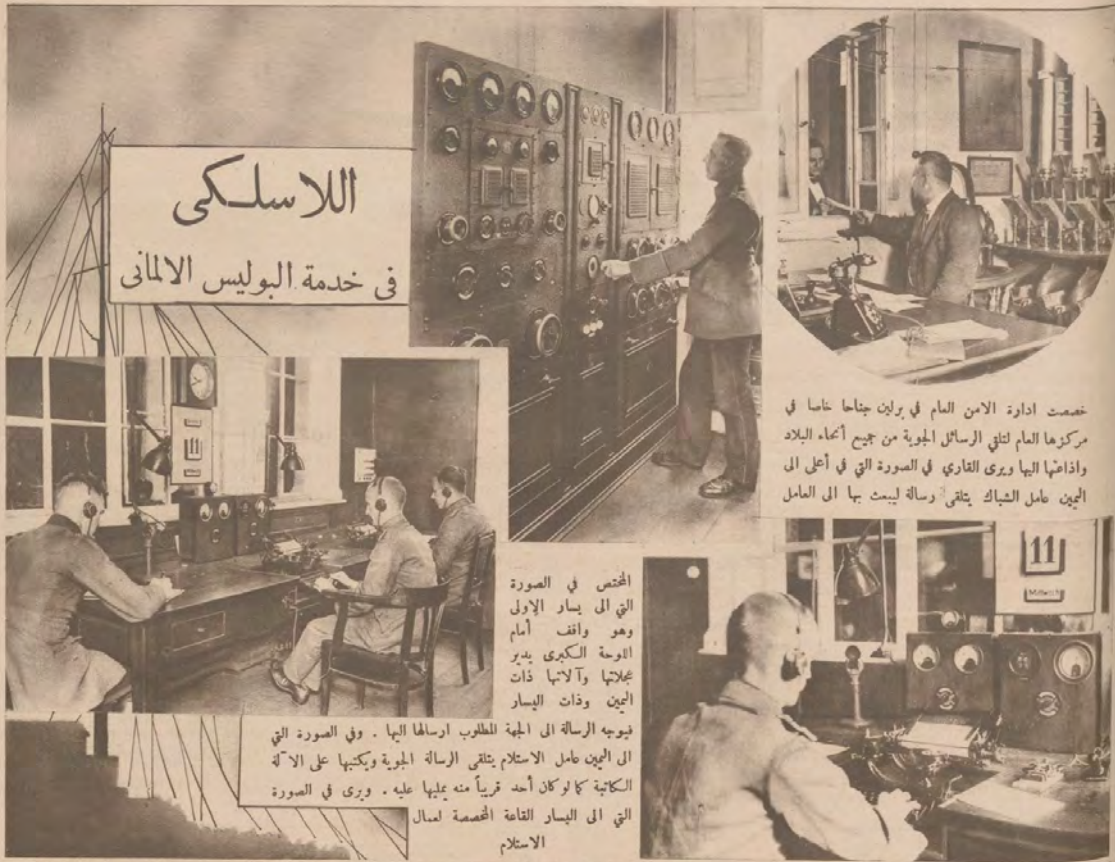 اللاسلكى
فى خدمة البوليس الالمانى
خصصت ادارة الامن العام في برلين جناحا خاصا في
مركزها العام لتلقي الرسائل الجوية من جميع أنحاء البلاد
واذاعتها اليها ويرى القاري في الصورة التي في أعلى الى
اليمين عامل الشباك يتلقى رسالة ليبعث بها الى العامل
المختص في الصورة
التي الى يسار الاولى
وهو واقف أمام
اللوحة الكبرى يدير
عجلاتها وآلاتها ذات
اليمين وذات اليسار
فيوجه الرسالة الى الجهة المطلوب ارسالها اليها . وفي الصورة التي
الى اليمين عامل الاستلام يتلقى الرسالة الجوية ويكتبها على الآلة
الكاتبة كما لو كان أحد قريباً منه يمليها عليه . ويرى في الصورة
التي الى اليسار القاعة المخصصة لعمال
الاستلام
11
11
Mittwoch